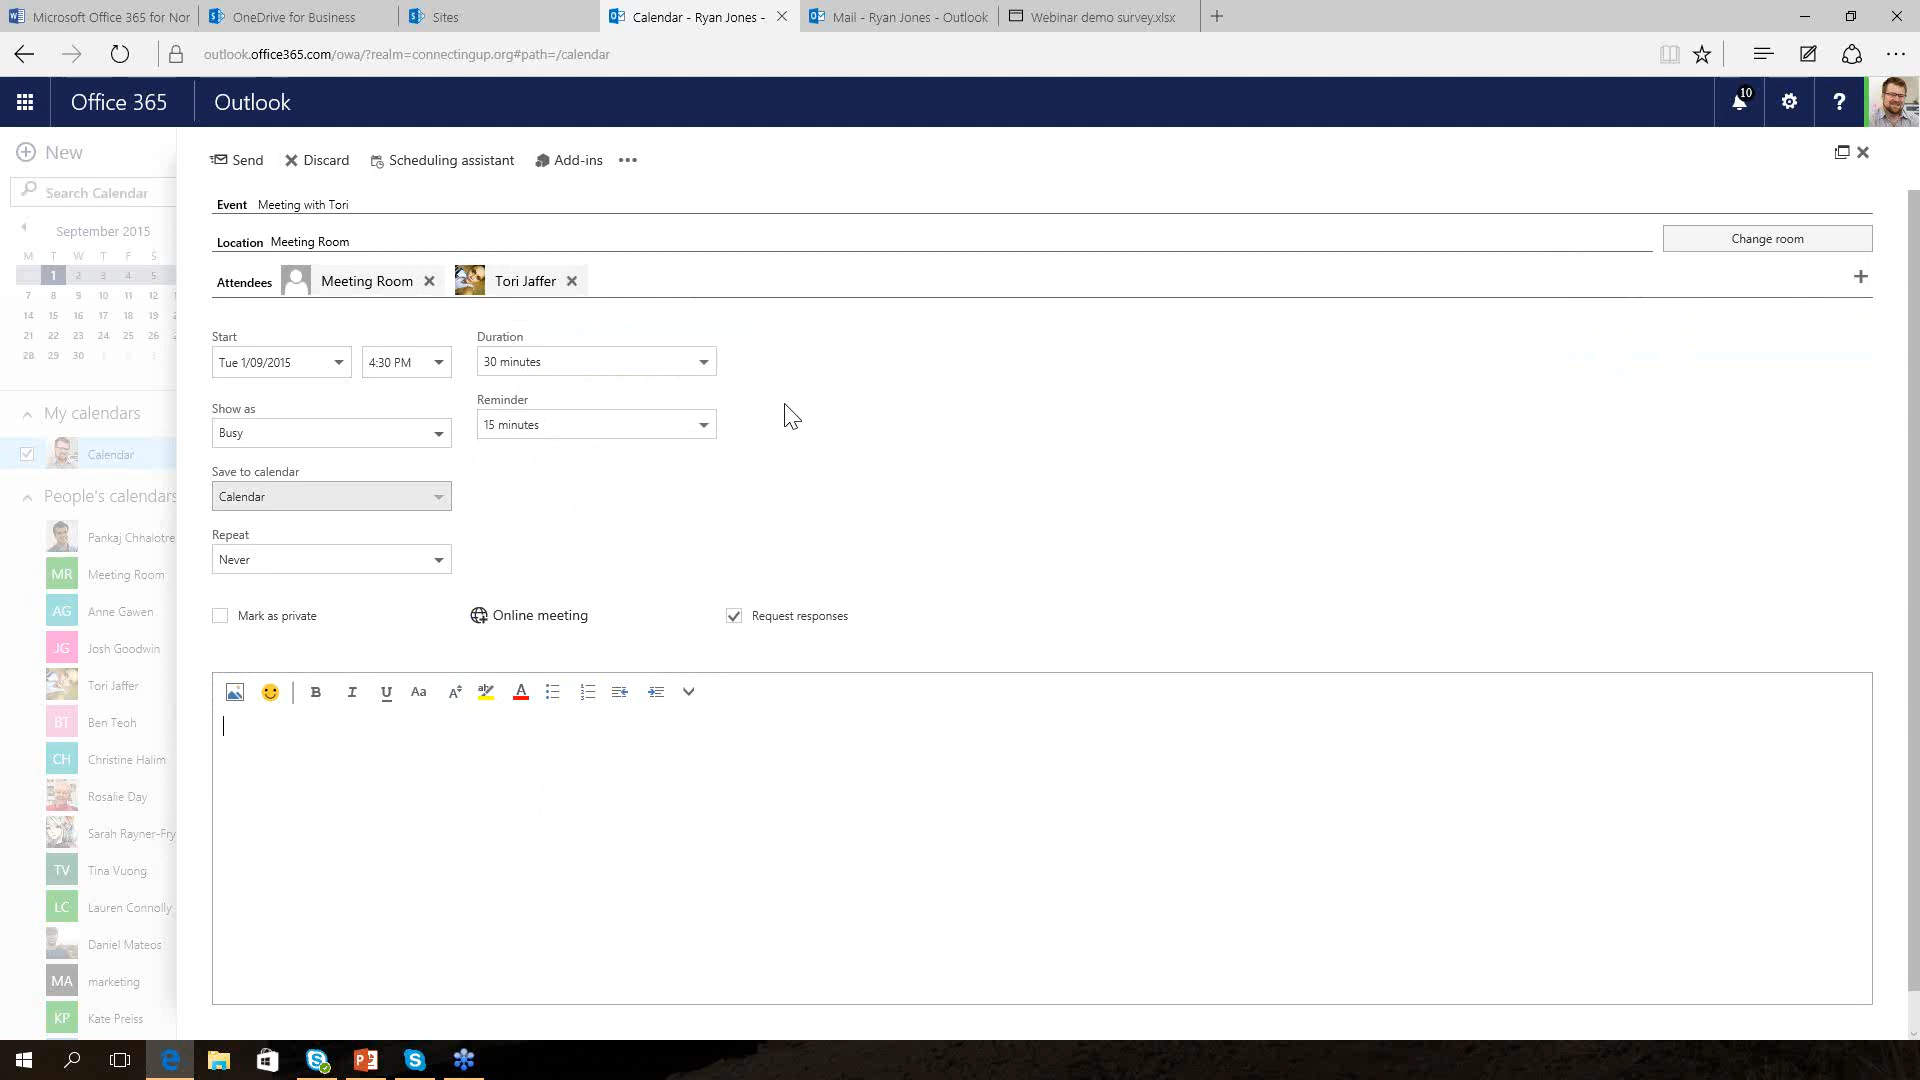 Microsoft Office 365 for Nor
OneDrive for Business
Sites
Calendar - Ryan Jones -
Mail - Ryan Jones - Outlook
Webinar demo survey.xlsx
outlook.office365.com/owa/?realm=connectingup.org#path=/calendar
Office 365
Outlook
10
?
New
Search Calendar
September 2015
M T W T F S
1 2 3 4 5
7 8 9 10 11 12
14 15 16 17 18 19
21 22 23 24 25 26
28 29 30
My calendars
Calendar
People's calendars
Pankaj Chhalotre
MR Meeting Room
AG Anne Gawen
JG Josh Goodwin
Tori Jaffer
BT Ben Teoh
CH Christine Halim
Rosalie Day
Sarah Rayner-Fry
TV Tina Vuong
LC Lauren Connolly
Daniel Mateos
MA marketing
KP Kate Preiss
Send
Discard
Scheduling assistant
Add-ins
Event Meeting with Tori
Location Meeting Room
Change room
Attendees Meeting Room Tori Jaffer
Start
Tue 1/09/2015
4:30 PM
Duration
30 minutes
Show as
Busy
Reminder
15 minutes
Save to calendar
Calendar
Repeat
Never
Mark as private
Online meeting
Request responses
B I U Aa A ab A